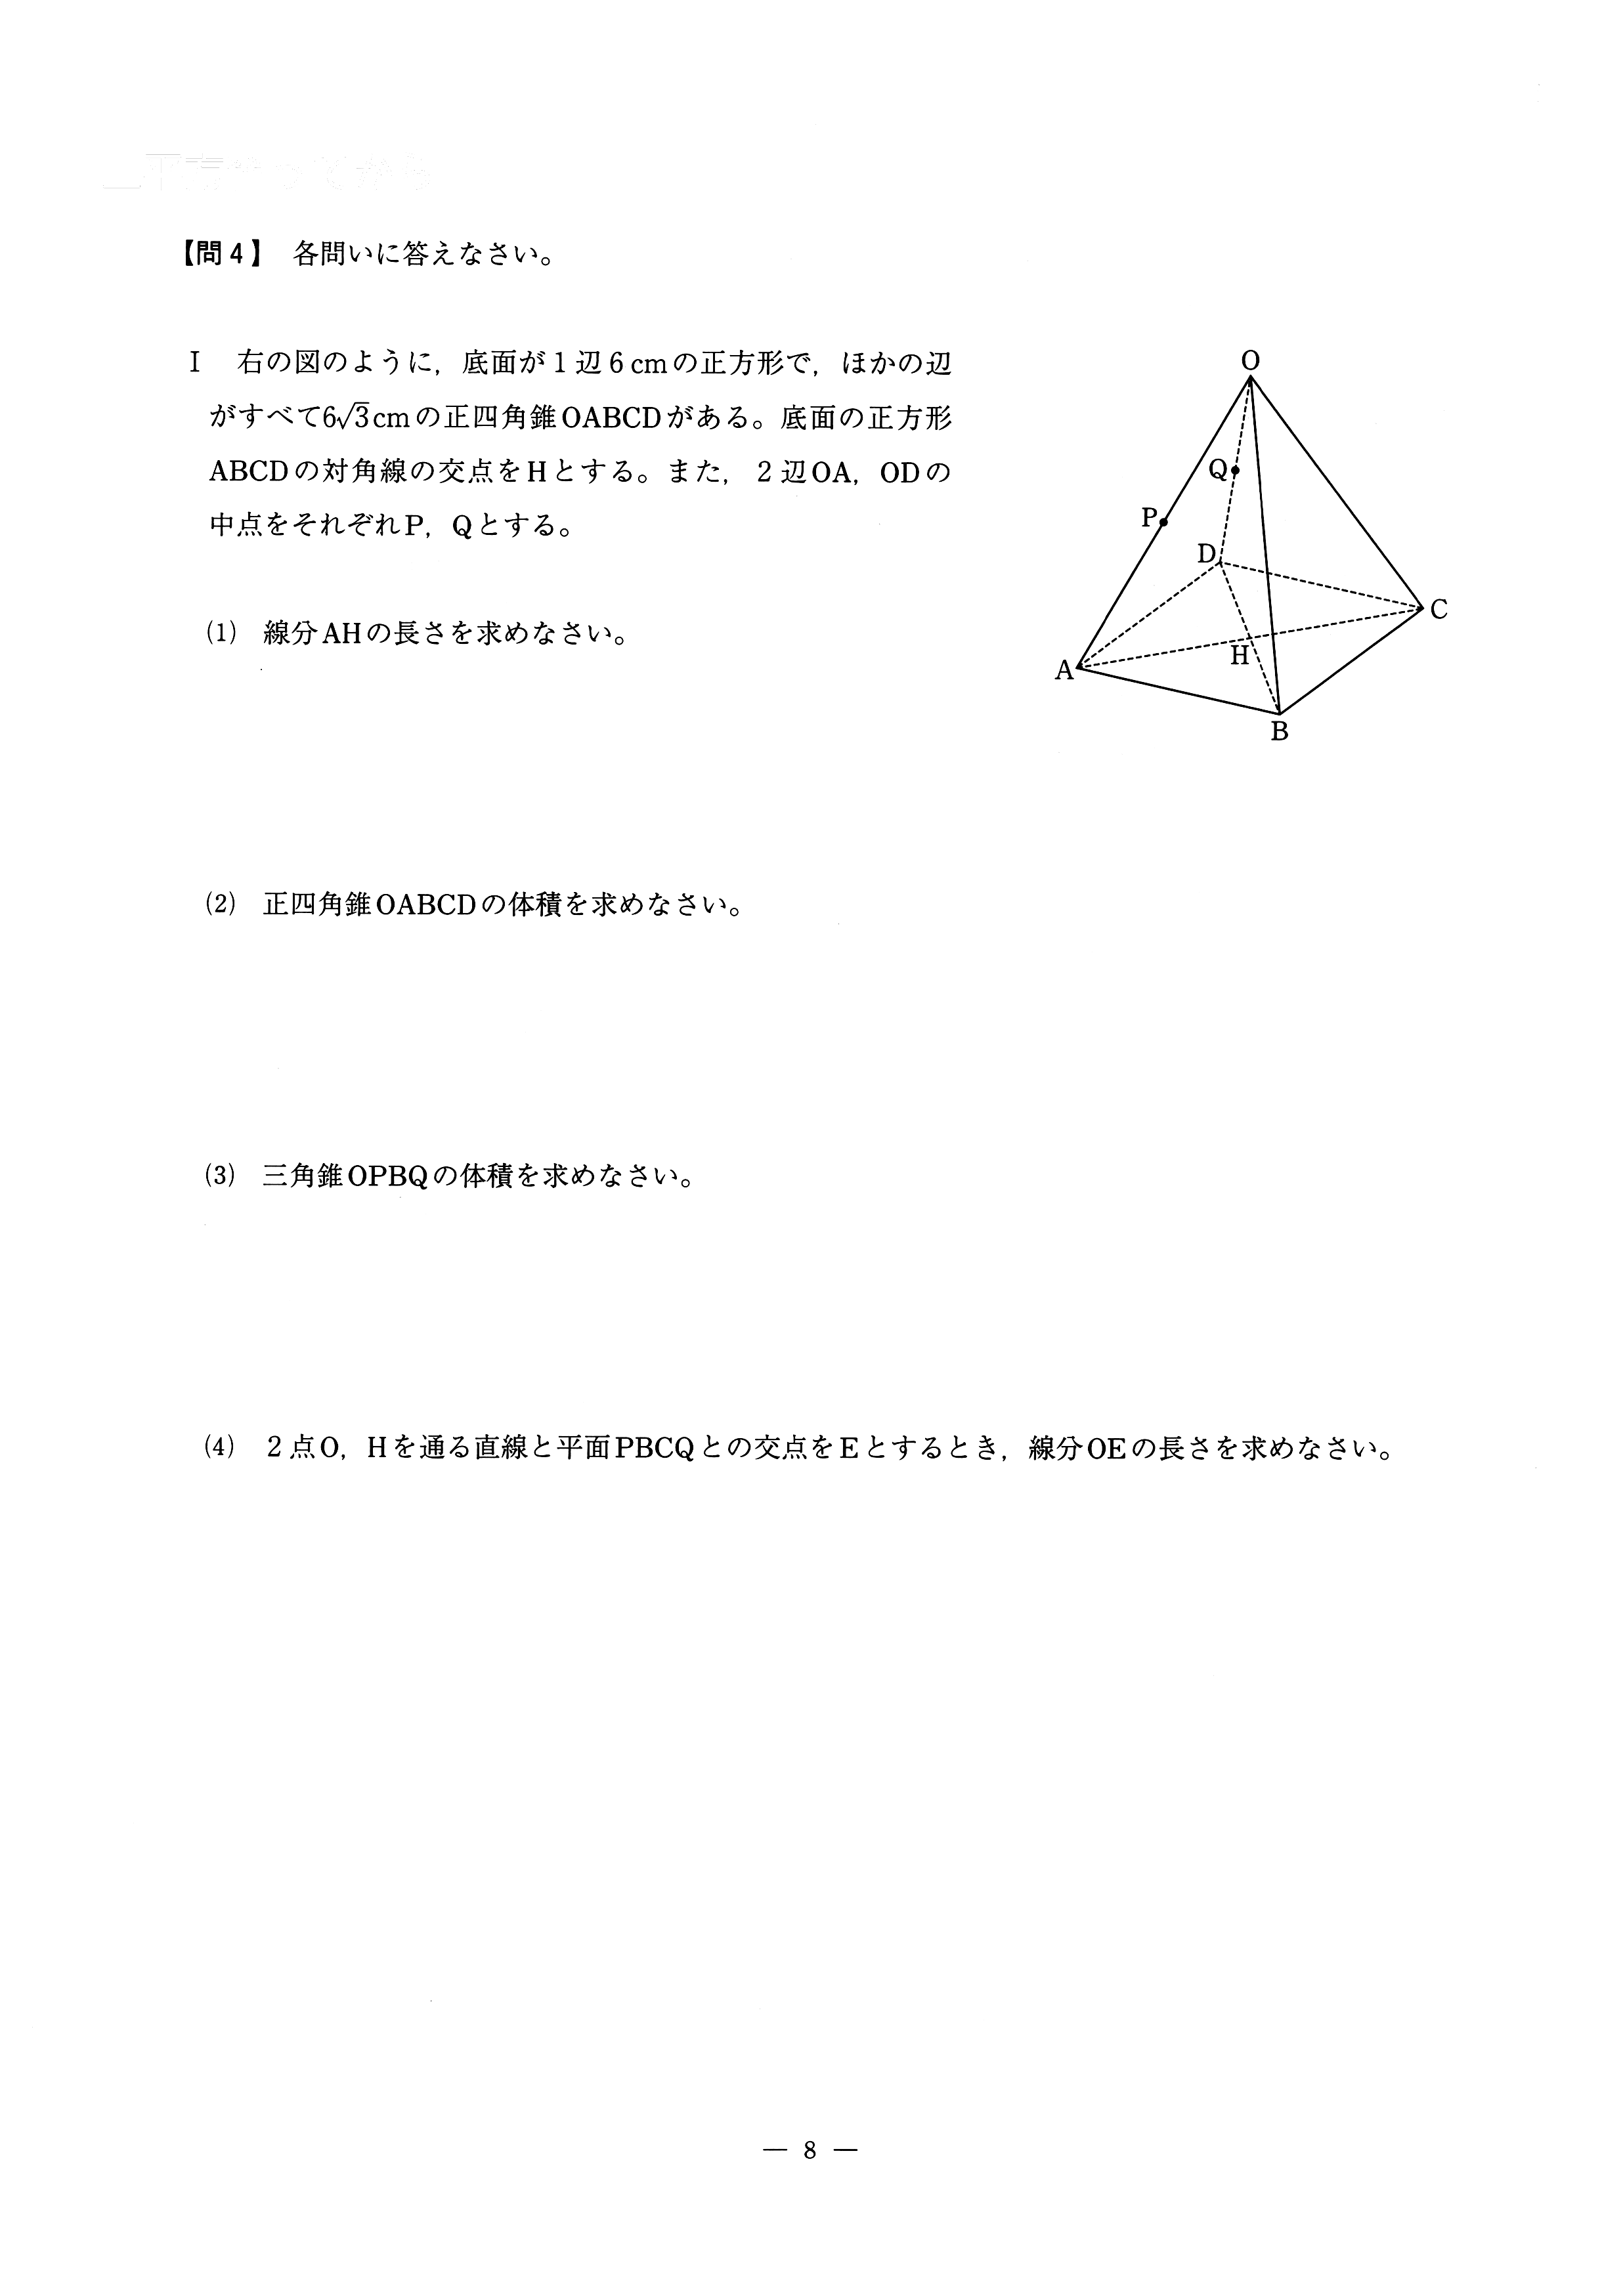 【問4】 各問いに答えなさい。
Ⅰ 右の図のように，底面が1辺6cmの正方形で，ほかの辺
がすべて6√3cmの正四角錐OABCDがある。底面の正方形
ABCDの対角線の交点をHとする。また，2辺OA，ODの
中点をそれぞれP，Qとする。
O
Q
P
D
C
H
A
B
(1) 線分AHの長さを求めなさい。
(2) 正四角錐OABCDの体積を求めなさい。
(3) 三角錐OPBQの体積を求めなさい。
(4) 2点O，Hを通る直線と平面PBCQとの交点をEとするとき，線分OEの長さを求めなさい。
— 8 —